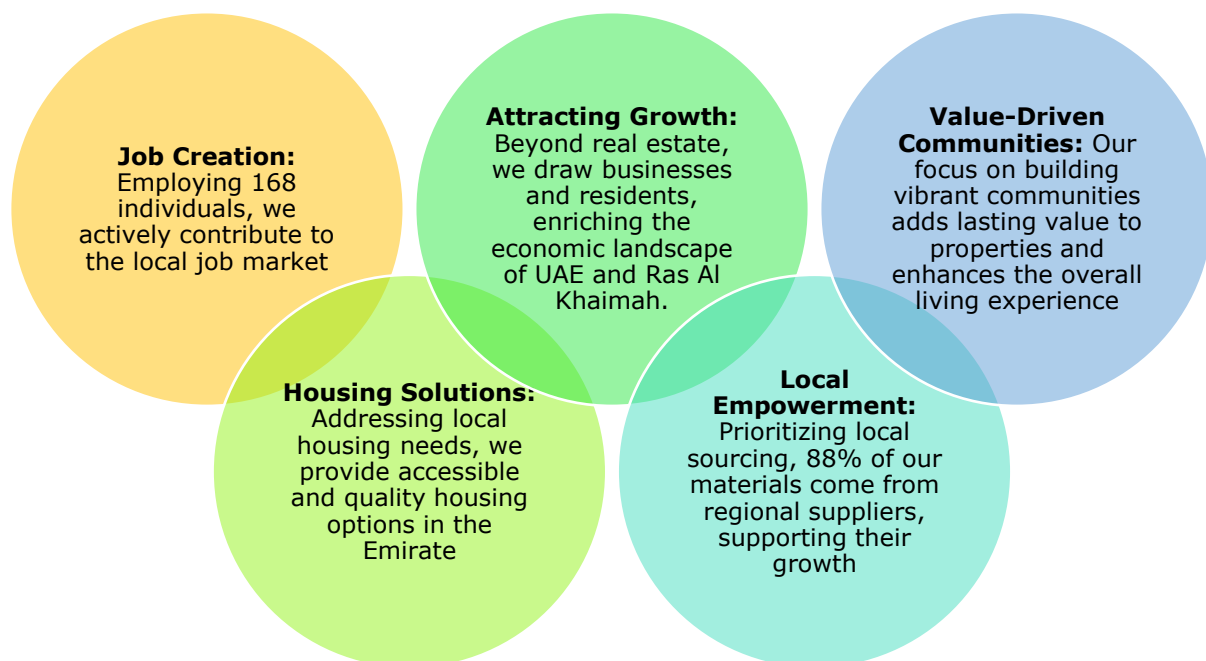 Job Creation:
Employing 168
individuals, we
actively contribute to
the local job market
Attracting Growth:
Beyond real estate,
we draw businesses
and residents,
enriching the
economic landscape
of UAE and Ras Al
Khaimah.
Value-Driven
Communities: Our
focus on building
vibrant communities
adds lasting value to
properties and
enhances the overall
living experience
Housing Solutions:
Addressing local
housing needs, we
provide accessible
and quality housing
options in the
Emirate
Local
Empowerment:
Prioritizing local
sourcing, 88% of our
materials come from
regional suppliers,
supporting their
growth